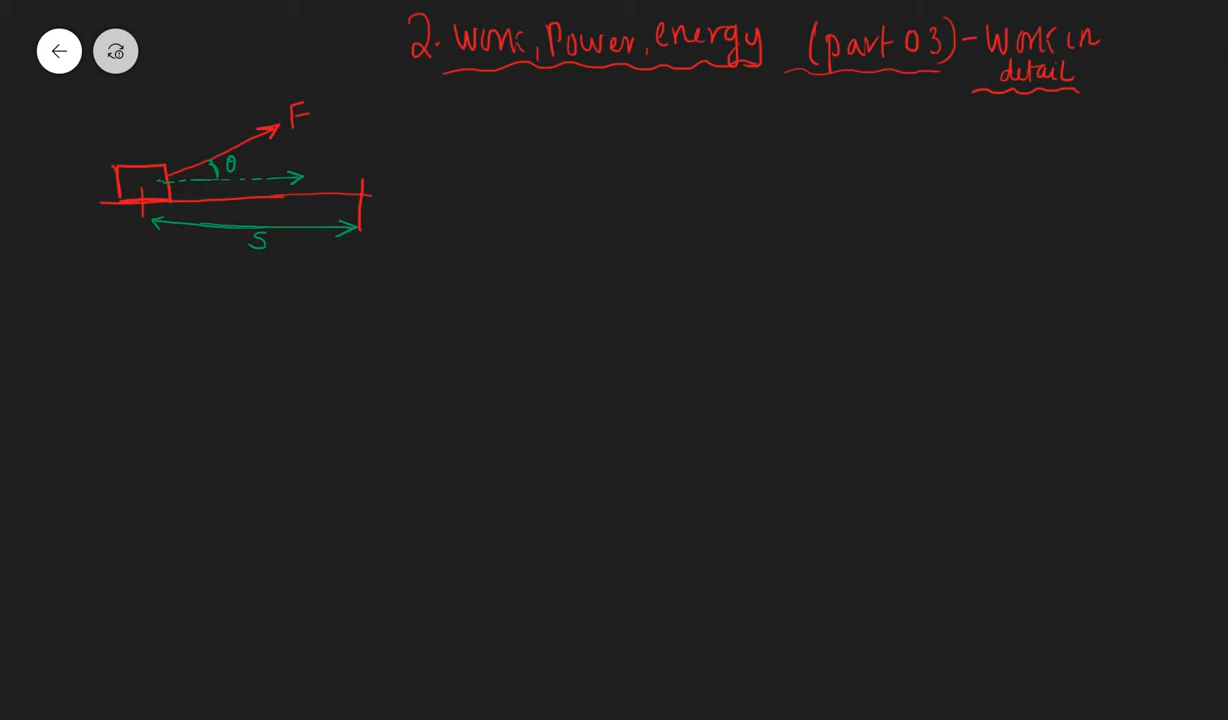 2. Work, Power, energy (part 03) - Work in
detail
F
θ
S